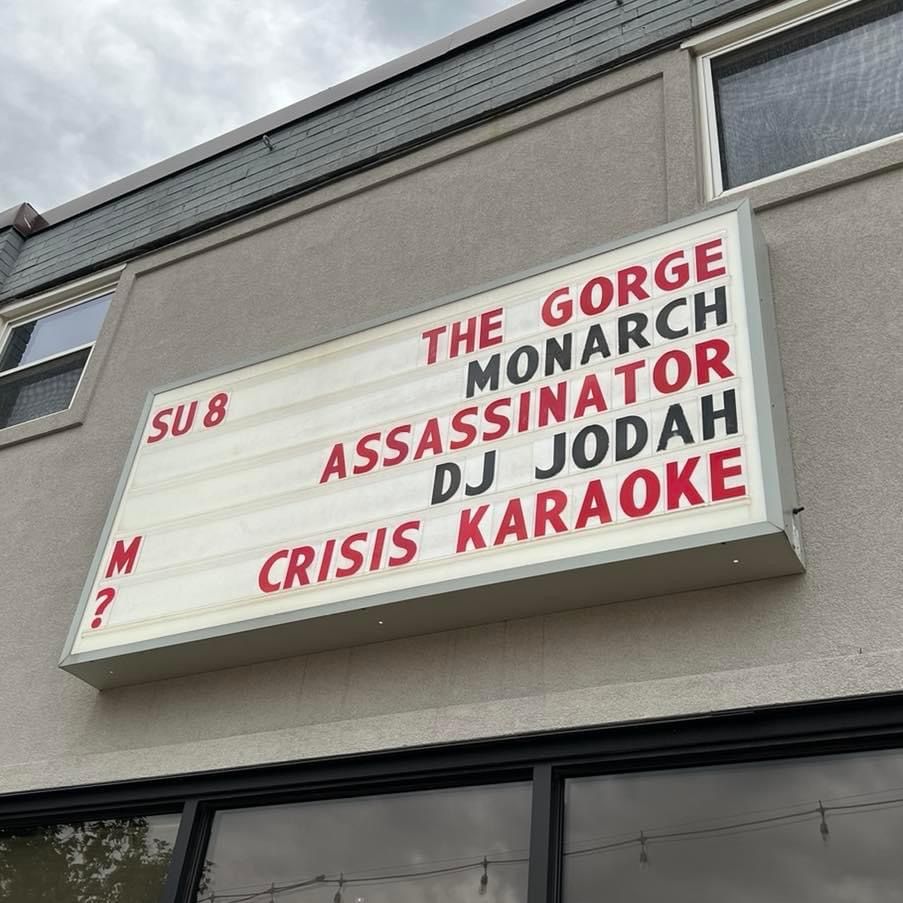 SU 8 THE GORGE
MONARCH
ASSASSINATOR
M DJ JODAH
? CRISIS KARAOKE